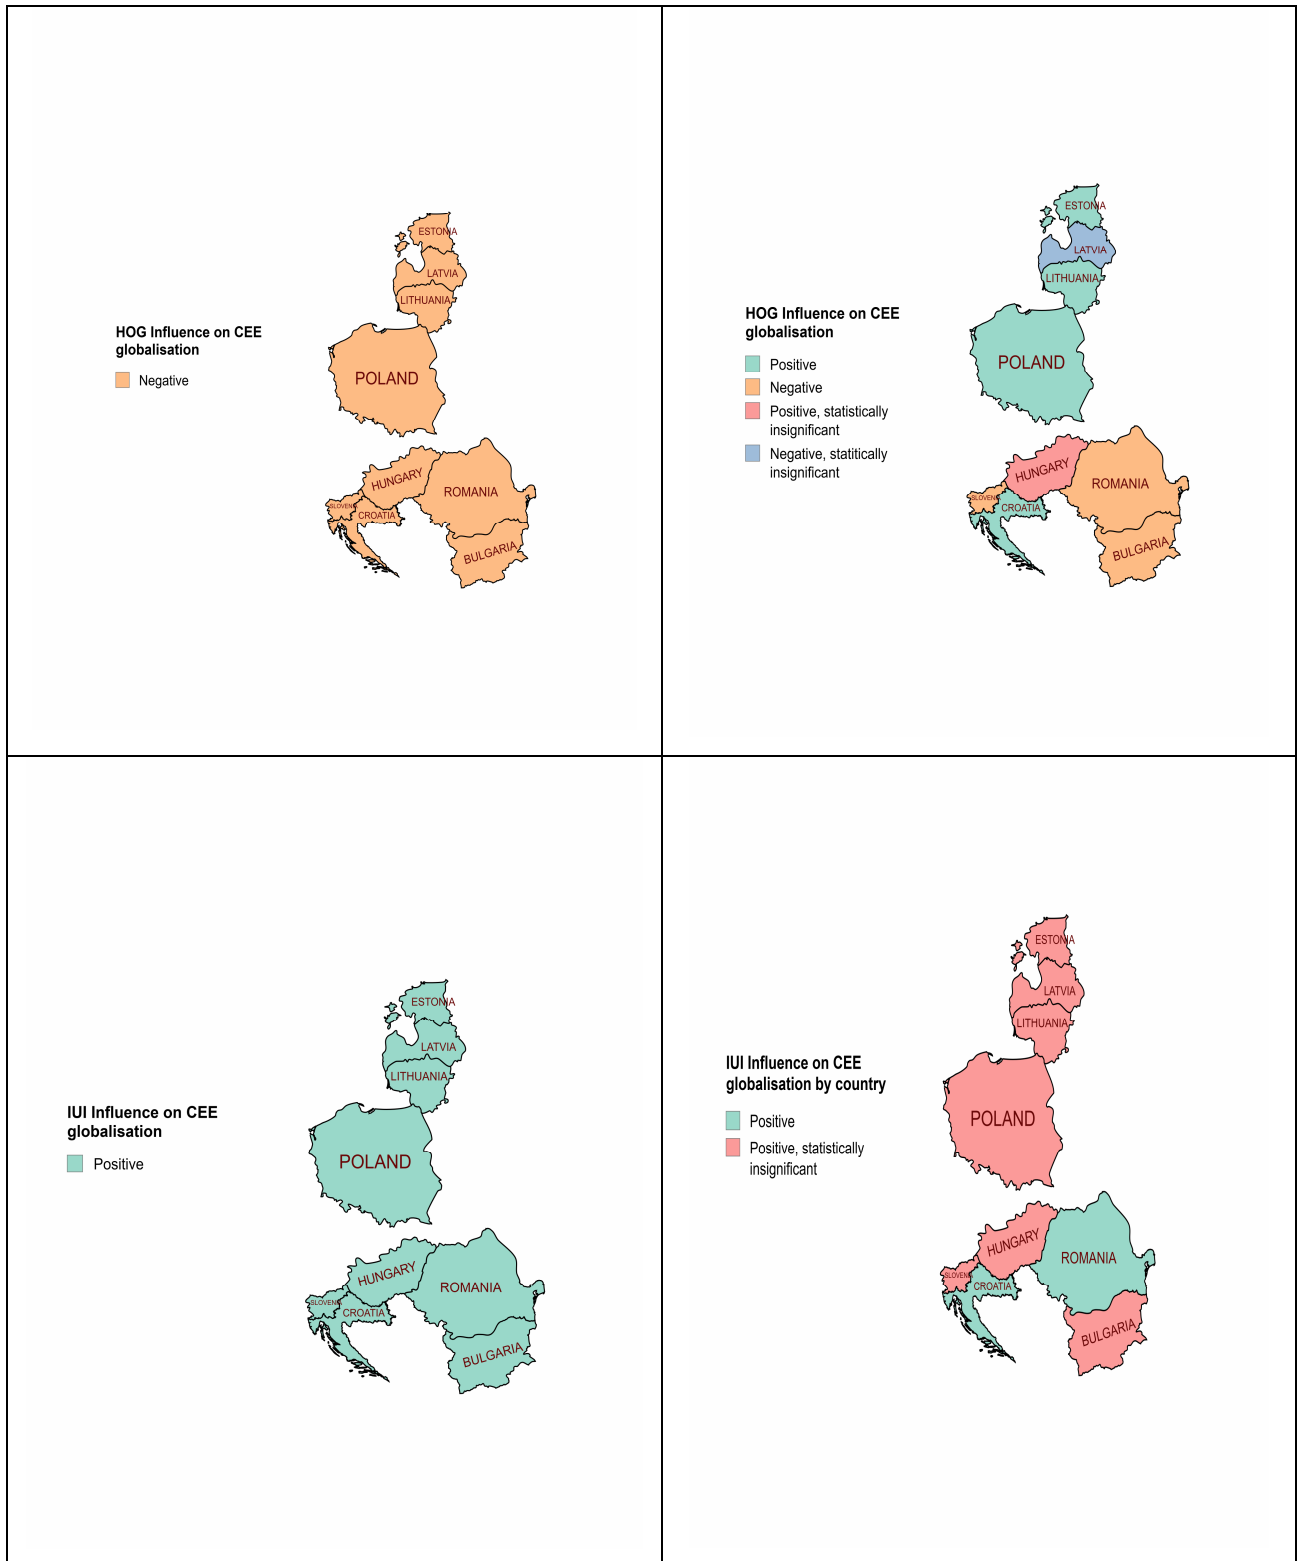 HOG Influence on CEE
globalisation
Negative
ESTONIA
LATVIA
LITHUANIA
POLAND
HUNGARY
ROMANIA
SLOVENIA
CROATIA
BULGARIA
HOG Influence on CEE
globalisation
Positive
Negative
Positive, statistically
insignificant
Negative, statitically
insignificant
ESTONIA
LATVIA
LITHUANIA
POLAND
HUNGARY
ROMANIA
SLOVENIA
CROATIA
BULGARIA
IUI Influence on CEE
globalisation
Positive
ESTONIA
LATVIA
LITHUANIA
POLAND
HUNGARY
ROMANIA
SLOVENIA
CROATIA
BULGARIA
IUI Influence on CEE
globalisation by country
Positive
Positive, statistically
insignificant
ESTONIA
LATVIA
LITHUANIA
POLAND
HUNGARY
ROMANIA
SLOVENIA
CROATIA
BULGARIA